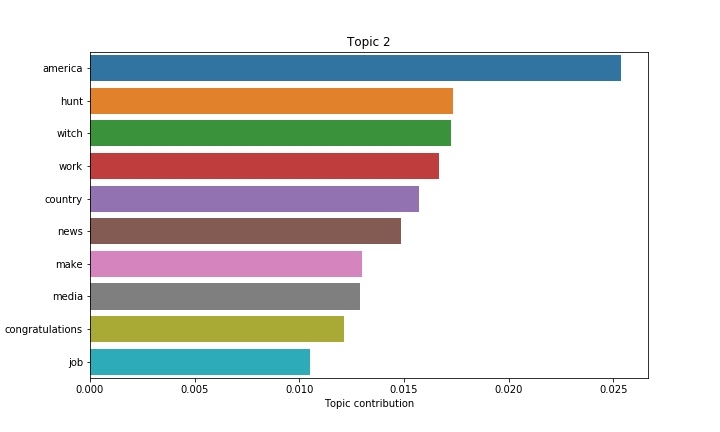 Topic 2
america
hunt
witch
work
country
news
make
media
congratulations
job
0.000 0.005 0.010 0.015 0.020 0.025
Topic contribution